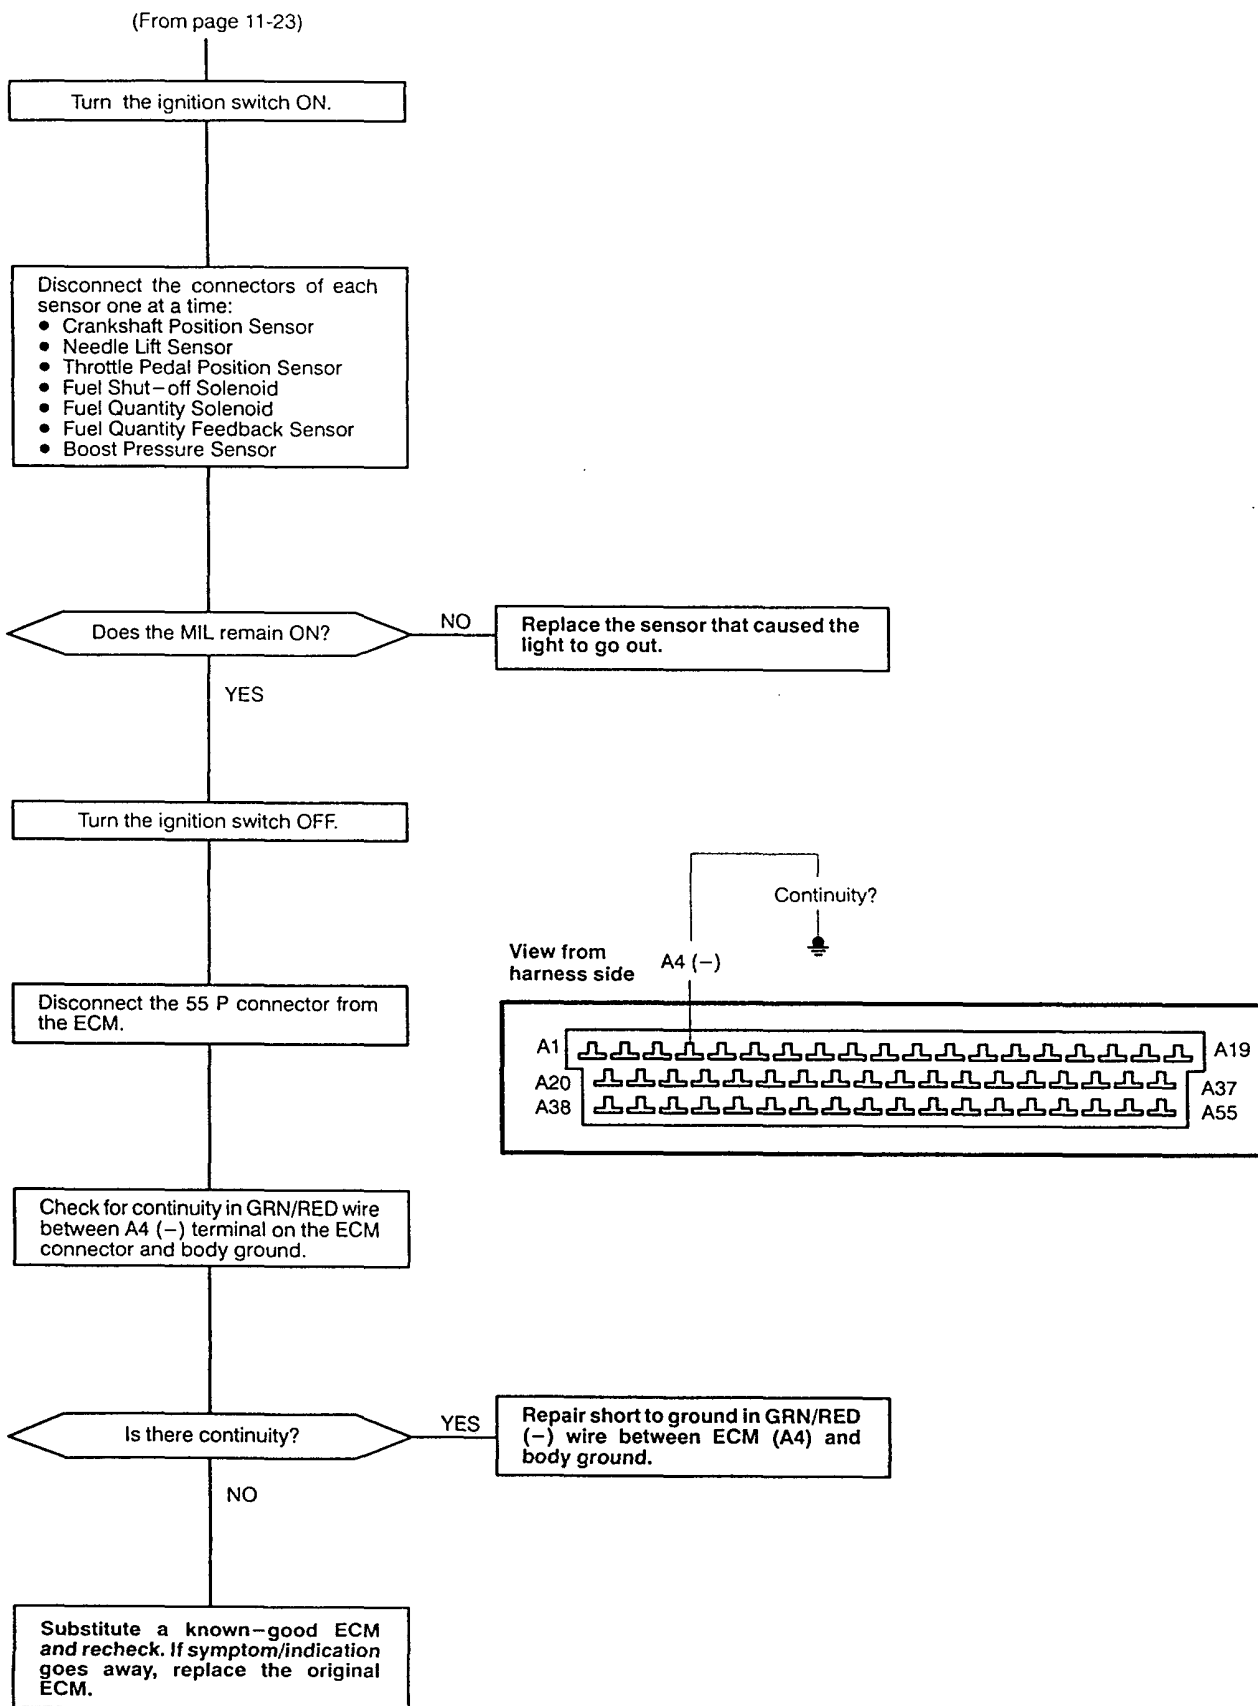 (From page 11-23)
Turn the ignition switch ON.
Disconnect the connectors of each
sensor one at a time:
● Crankshaft Position Sensor
● Needle Lift Sensor
● Throttle Pedal Position Sensor
● Fuel Shut-off Solenoid
● Fuel Quantity Solenoid
● Fuel Quantity Feedback Sensor
● Boost Pressure Sensor
Does the MIL remain ON?
NO
Replace the sensor that caused the
light to go out.
YES
Turn the ignition switch OFF.
Continuity?
View from
harness side
A4 (-)
Disconnect the 55 P connector from
the ECM.
A1
A19
A20
A37
A38
A55
Check for continuity in GRN/RED wire
between A4 (-) terminal on the ECM
connector and body ground.
Is there continuity?
YES
Repair short to ground in GRN/RED
(-) wire between ECM (A4) and
body ground.
NO
Substitute a known-good ECM
and recheck. If symptom/indication
goes away, replace the original
ECM.